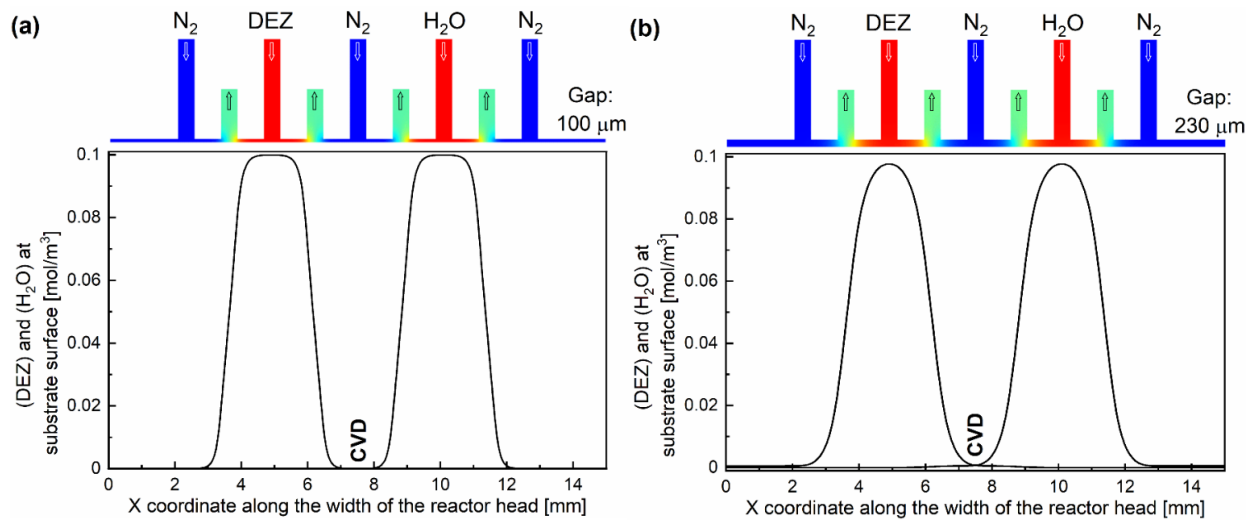 (a)
N₂ DEZ N₂ H₂O N₂
Gap:
100 μm
(DEZ) and (H₂O) at
substrate surface [mol/m³]
0.1
0.08
0.06
0.04
0.02
0
CVD
0 2 4 6 8 10 12 14
X coordinate along the width of the reactor head [mm]
(b)
N₂ DEZ N₂ H₂O N₂
Gap:
230 μm
(DEZ) and (H₂O) at
substrate surface [mol/m³]
0.1
0.08
0.06
0.04
0.02
0
CVD
0 2 4 6 8 10 12 14
X coordinate along the width of the reactor head [mm]